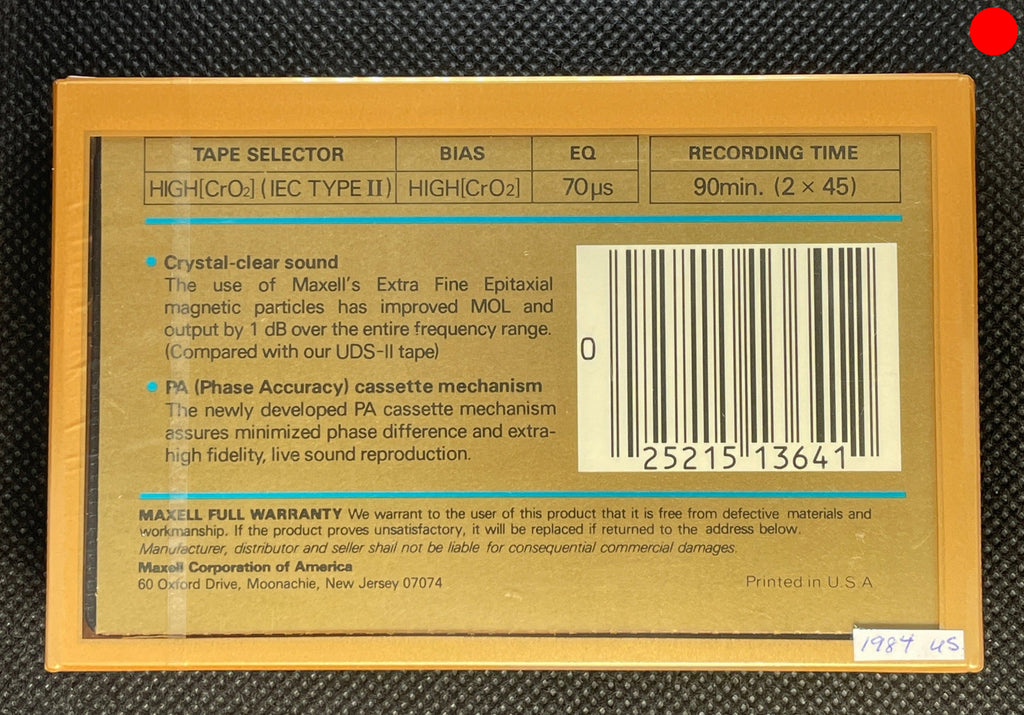 TAPE SELECTOR BIAS EQ RECORDING TIME
HIGH[CrO2] (IEC TYPE II) HIGH[CrO2] 70µs 90min. (2 × 45)
• Crystal-clear sound
The use of Maxell's Extra Fine Epitaxial
magnetic particles has improved MOL and
output by 1 dB over the entire frequency range.
(Compared with our UDS-II tape)
• PA (Phase Accuracy) cassette mechanism
The newly developed PA cassette mechanism
assures minimized phase difference and extra-
high fidelity, live sound reproduction.
0
25215 13641
MAXELL FULL WARRANTY We warrant to the user of this product that it is free from defective materials and
workmanship. If the product proves unsatisfactory, it will be replaced if returned to the address below.
Manufacturer, distributor and seller shall not be liable for consequential commercial damages.
Maxell Corporation of America
60 Oxford Drive, Moonachie, New Jersey 07074
Printed in U.S.A
1984 US.